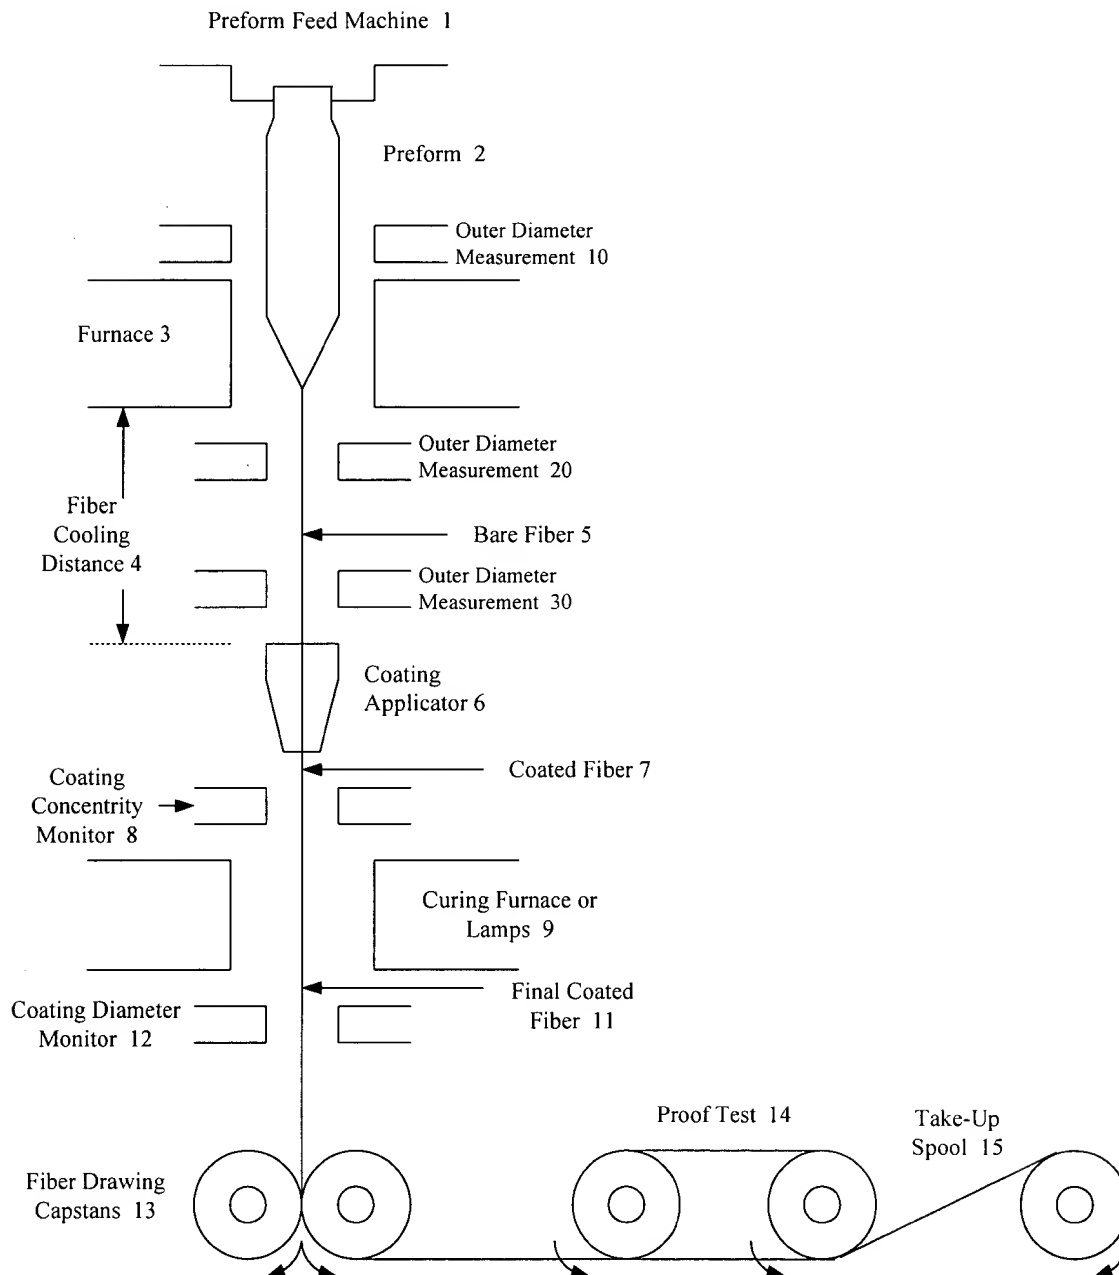 Preform Feed Machine 1
Preform 2
Outer Diameter
Measurement 10
Furnace 3
Outer Diameter
Measurement 20
Fiber
Cooling
Distance 4
Bare Fiber 5
Outer Diameter
Measurement 30
Coating
Applicator 6
Coated Fiber 7
Coating
Concentrity
Monitor 8
Curing Furnace or
Lamps 9
Final Coated
Fiber 11
Coating Diameter
Monitor 12
Proof Test 14
Take-Up
Spool 15
Fiber Drawing
Capstans 13